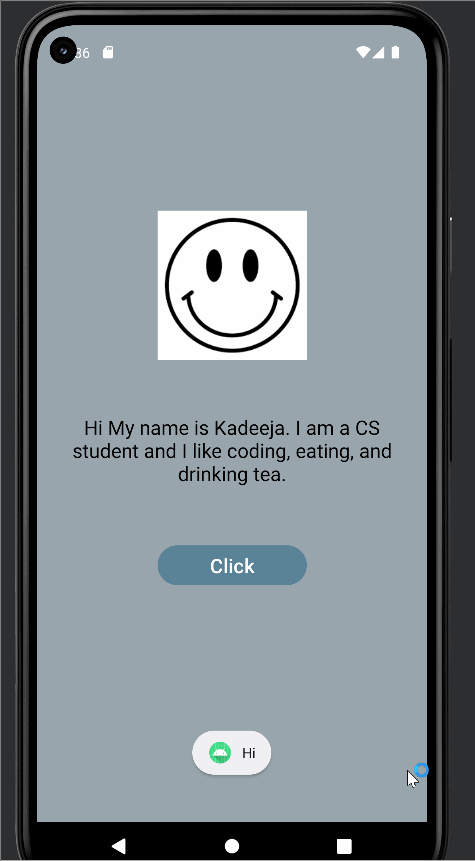 36
Hi My name is Kadeeja. I am a CS
student and I like coding, eating, and
drinking tea.
Click
Hi